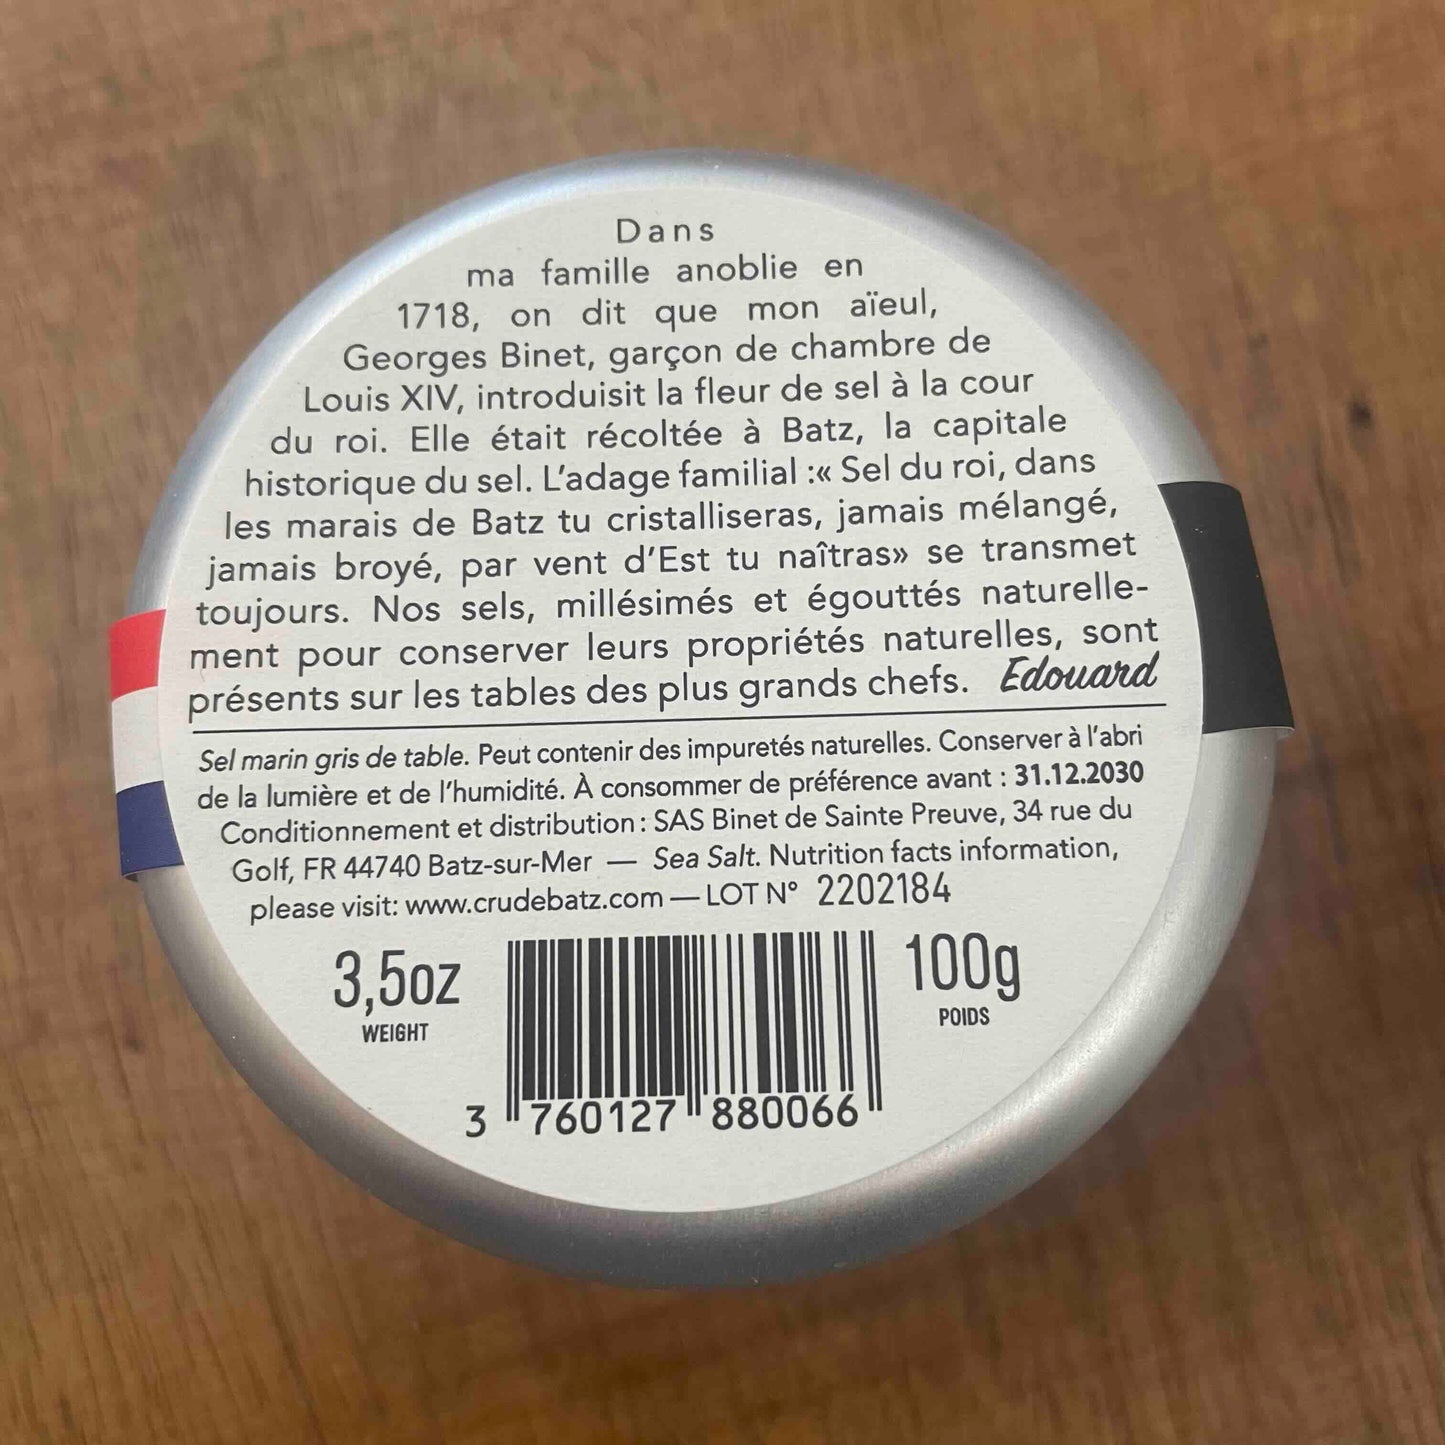 Dans
ma famille anoblie en
1718, on dit que mon aïeul,
Georges Binet, garçon de chambre de
Louis XIV, introduisit la fleur de sel à la cour
du roi. Elle était récoltée à Batz, la capitale
historique du sel. L'adage familial :« Sel du roi, dans
les marais de Batz tu cristalliseras, jamais mélangé,
jamais broyé, par vent d'Est tu naîtras» se transmet
toujours. Nos sels, millésimés et égouttés naturelle-
ment pour conserver leurs propriétés naturelles, sont
présents sur les tables des plus grands chefs. Edouard
Sel marin gris de table. Peut contenir des impuretés naturelles. Conserver à l'abri
de la lumière et de l'humidité. À consommer de préférence avant : 31.12.2030
Conditionnement et distribution: SAS Binet de Sainte Preuve, 34 rue du
Golf, FR 44740 Batz-sur-Mer — Sea Salt. Nutrition facts information,
please visit: www.crudebatz.com — LOT N° 2202184
3,5oz
WEIGHT
100g
POIDS
3 760127 880066